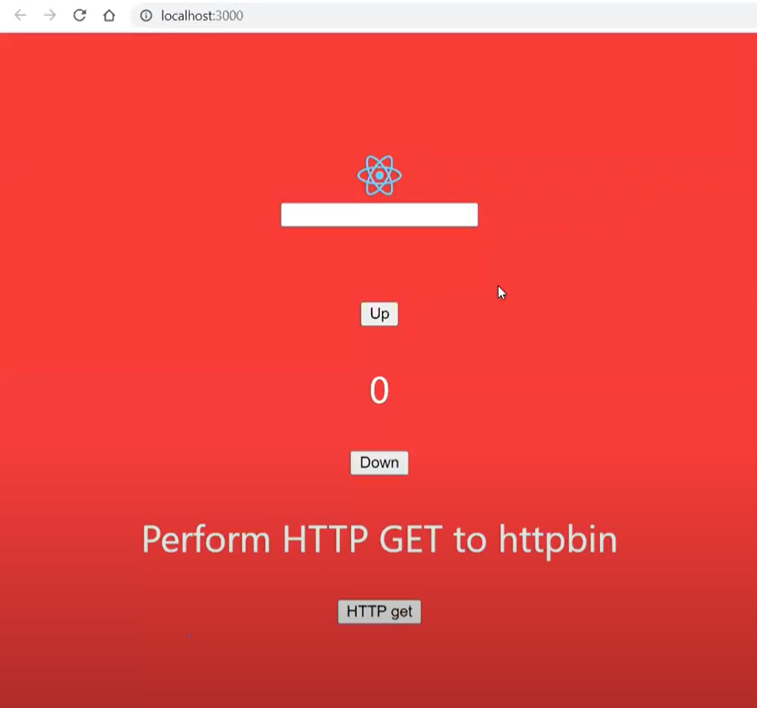 localhost:3000
Up
0
Down
Perform HTTP GET to httpbin
HTTP get